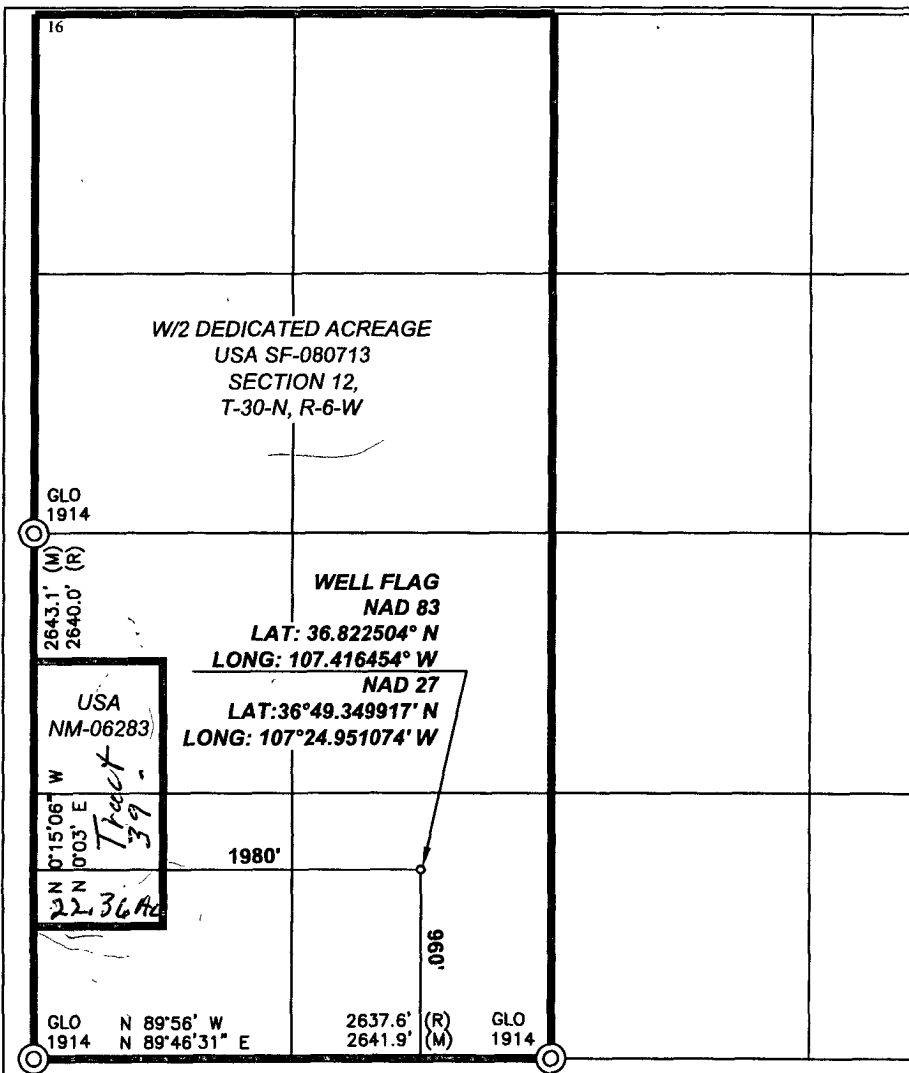 16
W/2 DEDICATED ACREAGE
USA SF-080713
SECTION 12,
T-30-N, R-6-W
GLO
1914
2643.1' (M)
2640.0' (R)
WELL FLAG
NAD 83
LAT: 36.822504° N
LONG: 107.416454° W
NAD 27
LAT:36°49.349917' N
LONG: 107°24.951074' W
USA
NM-06283
Tract
39
N 0°15'06" W
N 0°03' E
22.36 Ac
1980'
960'
GLO
1914
N 89°56' W
N 89°46'31" E
2637.6' (R)
2641.9' (M)
GLO
1914